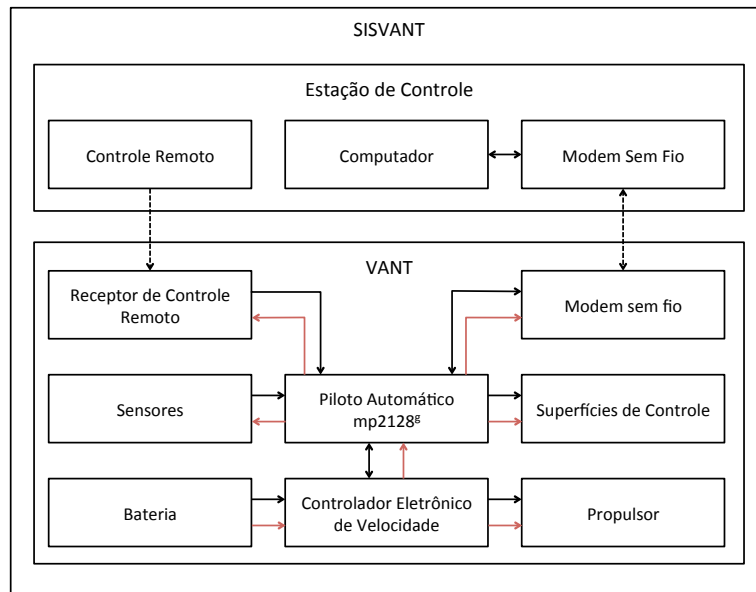 SISVANT
Estação de Controle
Controle Remoto
Computador
Modem Sem Fio
VANT
Receptor de Controle
Remoto
Modem sem fio
Sensores
Piloto Automático
mp2128ᵍ
Superfícies de Controle
Bateria
Controlador Eletrônico
de Velocidade
Propulsor